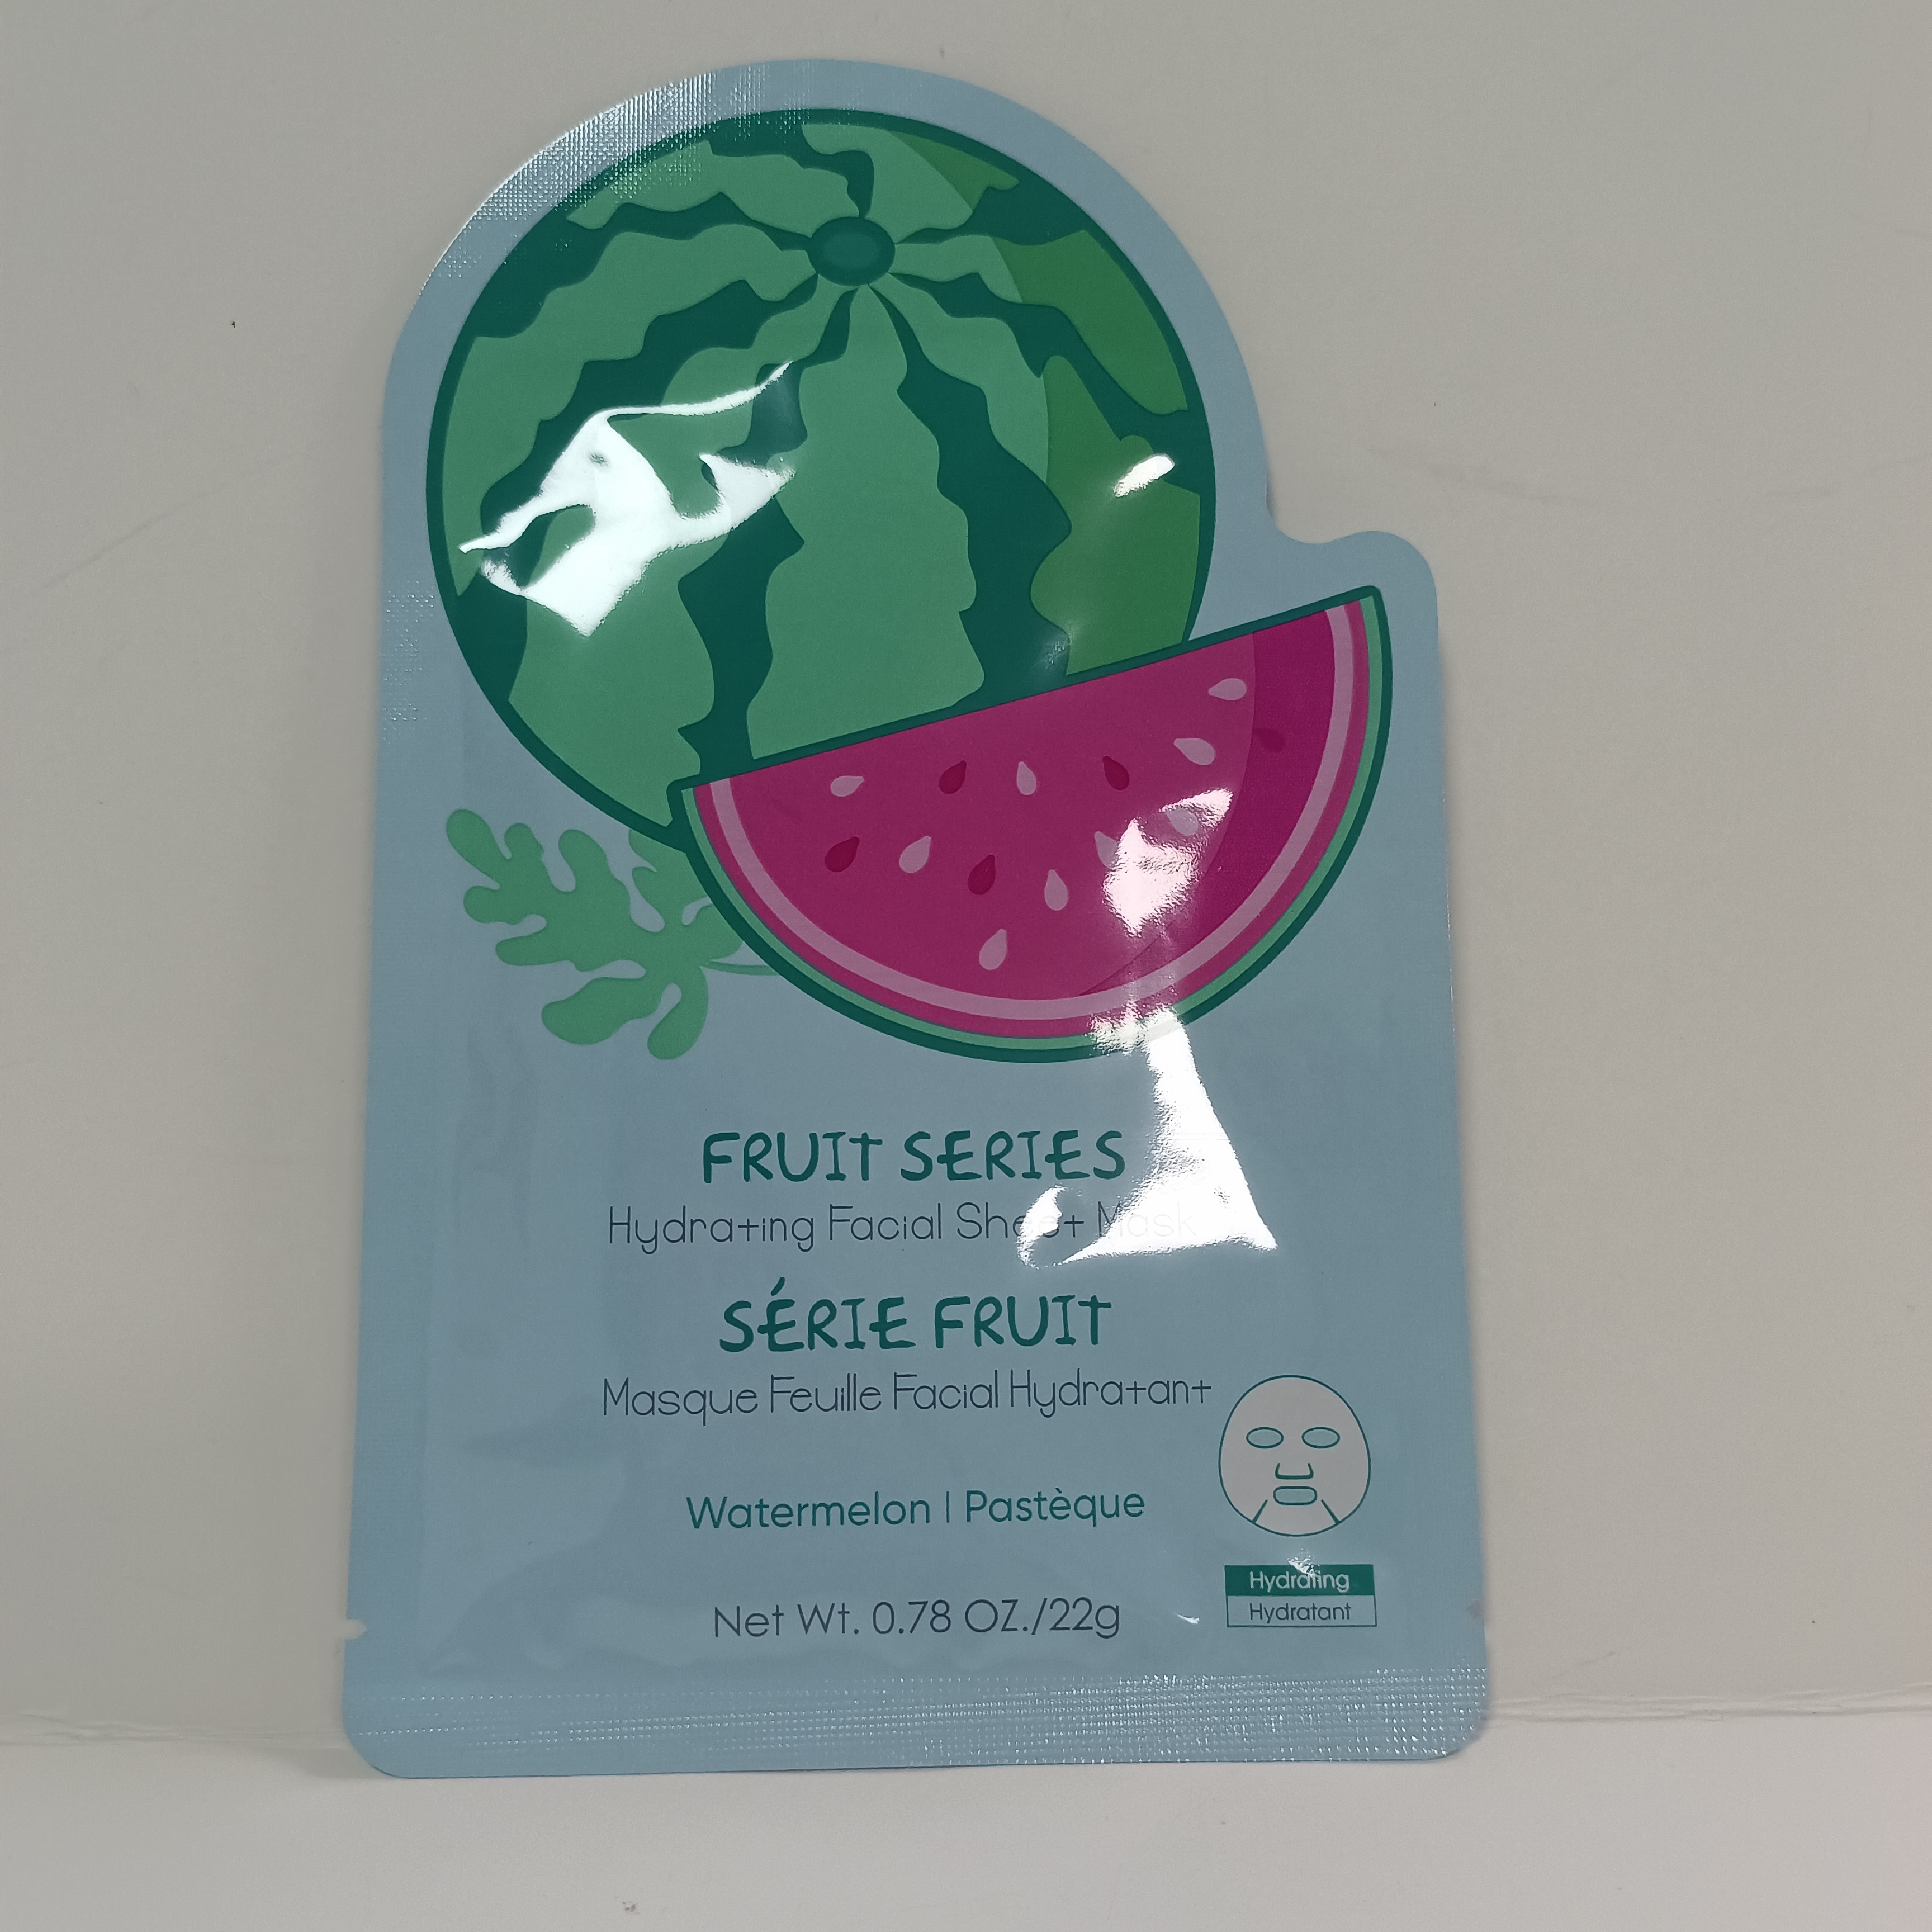 FRUIT SERIES
Hydrating Facial Sheet Mask
SÉRIE FRUIT
Masque Feuille Facial Hydratant
Watermelon | Pastèque
Net Wt. 0.78 OZ./22g
Hydrating
Hydratant